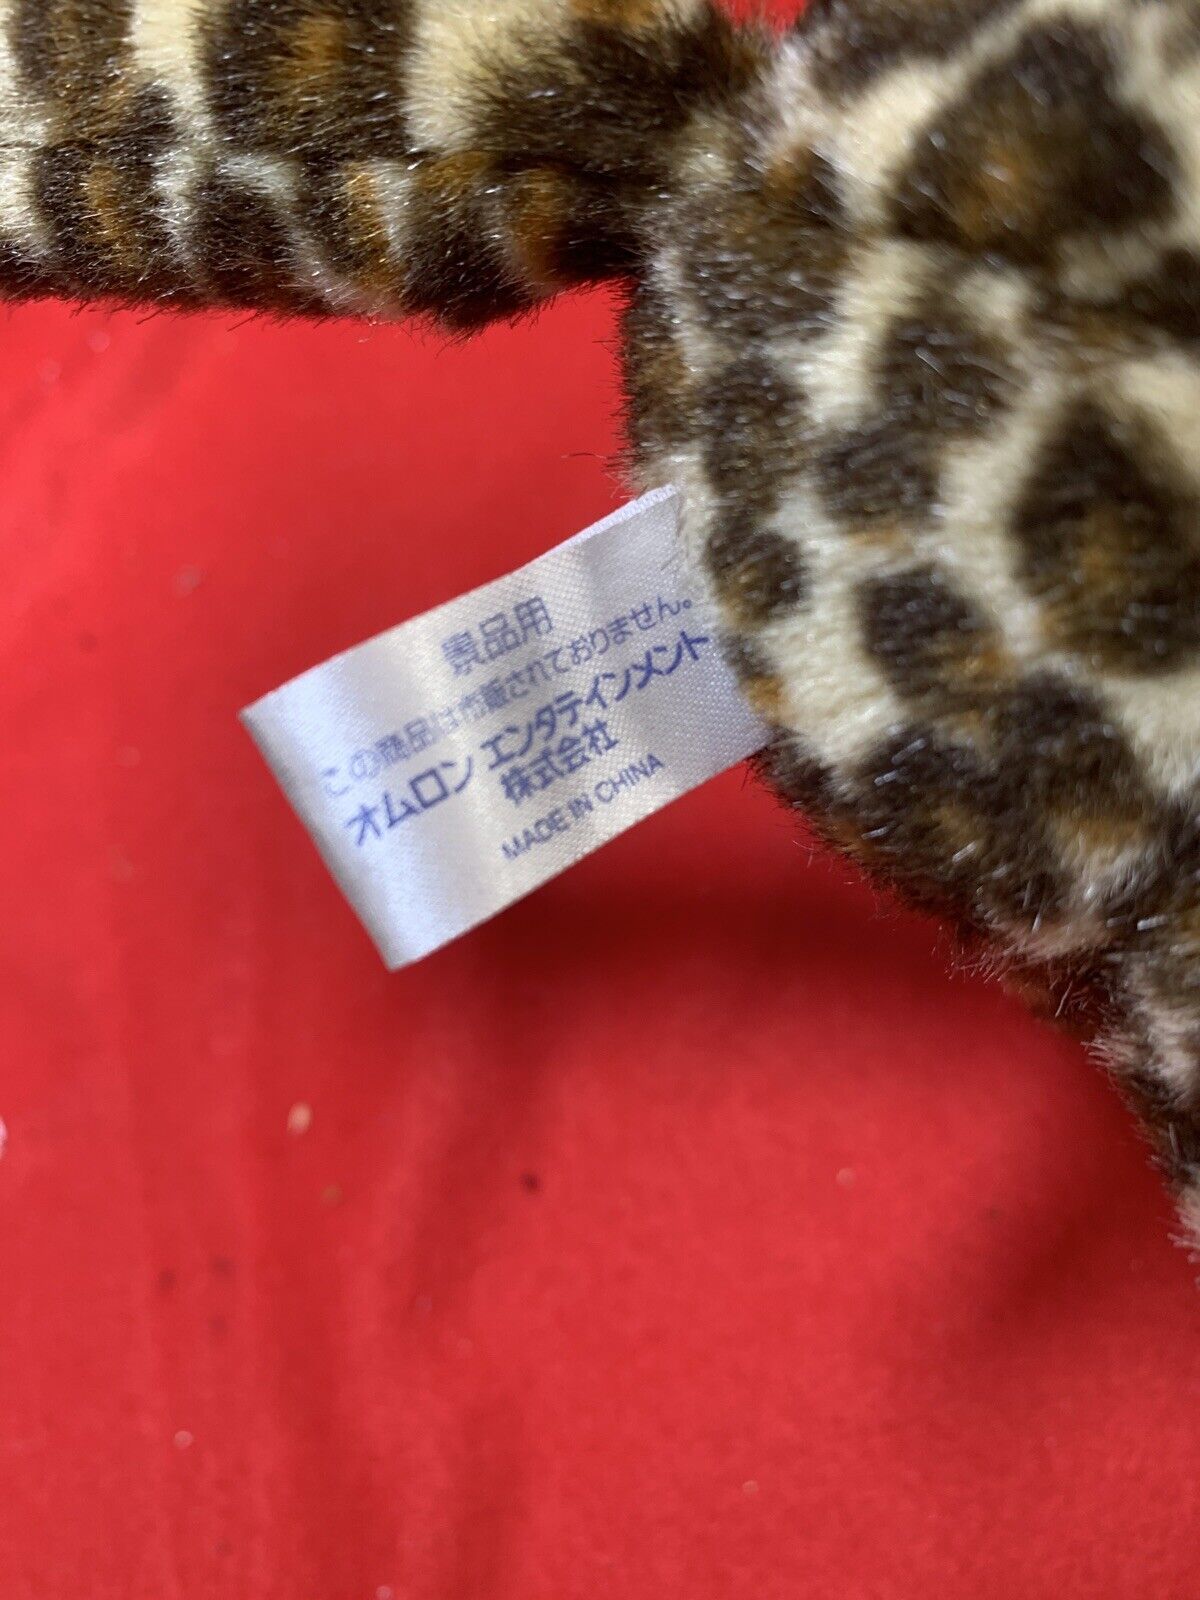 景品用
この商品は市販されておりません。
オムロン エンタテインメント
株式会社
MADE IN CHINA